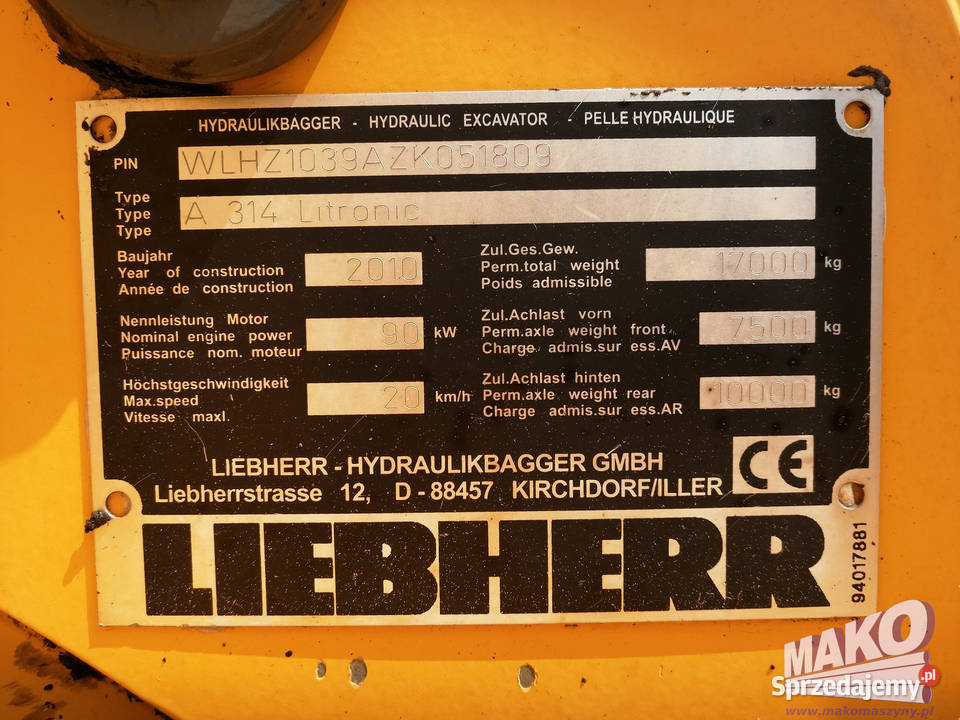 HYDRAULIKBAGGER - HYDRAULIC EXCAVATOR - PELLE HYDRAULIQUE
PIN WLHZ1039AZK051809
Type
Type A 314 Litronic
Type
Baujahr
Year of construction 2010
Année de construction
Nennleistung Motor
Nominal engine power 90 kW
Puissance nom. moteur
Höchstgeschwindigkeit
Max.speed 20 km/h
Vitesse maxl.
Zul.Ges.Gew.
Perm.total weight 17000 kg
Poids admissible
Zul.Achlast vorn
Perm.axle weight front 7500 kg
Charge admis.sur ess.AV
Zul.Achlast hinten
Perm.axle weight rear 10000 kg
Charge admis.sur ess.AR
LIEBHERR - HYDRAULIKBAGGER GMBH
Liebherrstrasse 12, D - 88457 KIRCHDORF/ILLER
CE
LIEBHERR
94017881
MAKO
Sprzedajemy.pl
www.makomaszyny.pl